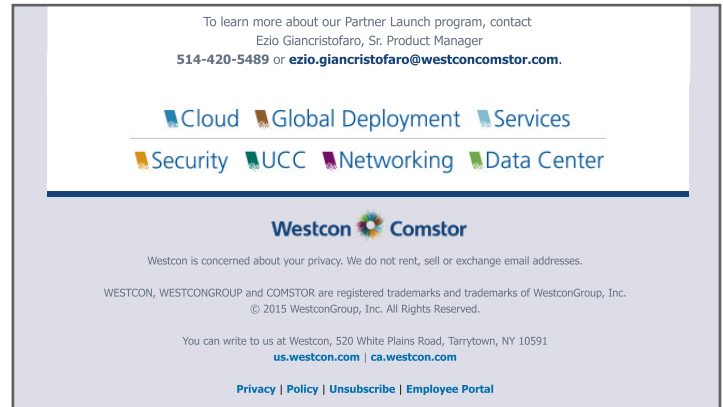 To learn more about our Partner Launch program, contact
Ezio Giancristofaro, Sr. Product Manager
514-420-5489 or ezio.giancristofaro@westconcomstor.com.
Cloud Global Deployment Services
Security UCC Networking Data Center
Westcon Comstor
Westcon is concerned about your privacy. We do not rent, sell or exchange email addresses.
WESTCON, WESTCONGROUP and COMSTOR are registered trademarks and trademarks of WestconGroup, Inc.
© 2015 WestconGroup, Inc. All Rights Reserved.
You can write to us at Westcon, 520 White Plains Road, Tarrytown, NY 10591
us.westcon.com | ca.westcon.com
Privacy | Policy | Unsubscribe | Employee Portal